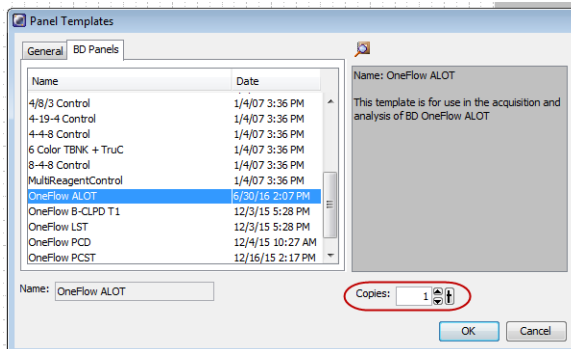 Panel Templates
General BD Panels
Name Date
4/8/3 Control 1/4/07 3:36 PM
4-19-4 Control 1/4/07 3:36 PM
4-4-8 Control 1/4/07 3:36 PM
6 Color TBNK + TruC 1/4/07 3:36 PM
8-4-8 Control 1/4/07 3:36 PM
MultiReagentControl 1/4/07 3:36 PM
OneFlow ALOT 6/30/16 2:07 PM
OneFlow B-CLPD T1 12/3/15 5:28 PM
OneFlow LST 12/3/15 5:28 PM
OneFlow PCD 12/4/15 10:27 AM
OneFlow PCST 12/16/15 2:17 PM
Name: OneFlow ALOT
This template is for use in the acquisition and
analysis of BD OneFlow ALOT
Name: OneFlow ALOT
Copies: 1
OK Cancel